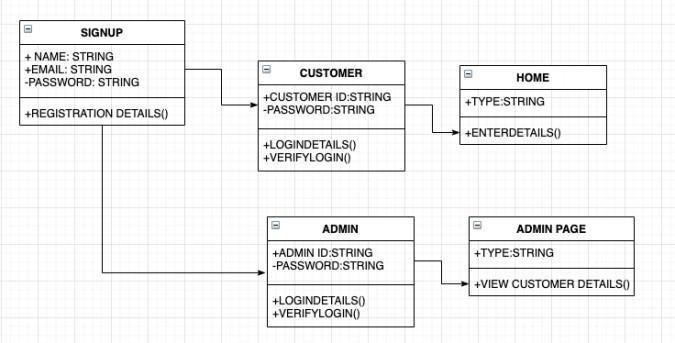 SIGNUP
+ NAME: STRING
+EMAIL: STRING
-PASSWORD: STRING
+REGISTRATION DETAILS()
CUSTOMER
+CUSTOMER ID:STRING
-PASSWORD:STRING
+LOGINDETAILS()
+VERIFYLOGIN()
HOME
+TYPE:STRING
+ENTERDETAILS()
ADMIN
+ADMIN ID:STRING
-PASSWORD:STRING
+LOGINDETAILS()
+VERIFYLOGIN()
ADMIN PAGE
+TYPE:STRING
+VIEW CUSTOMER DETAILS()